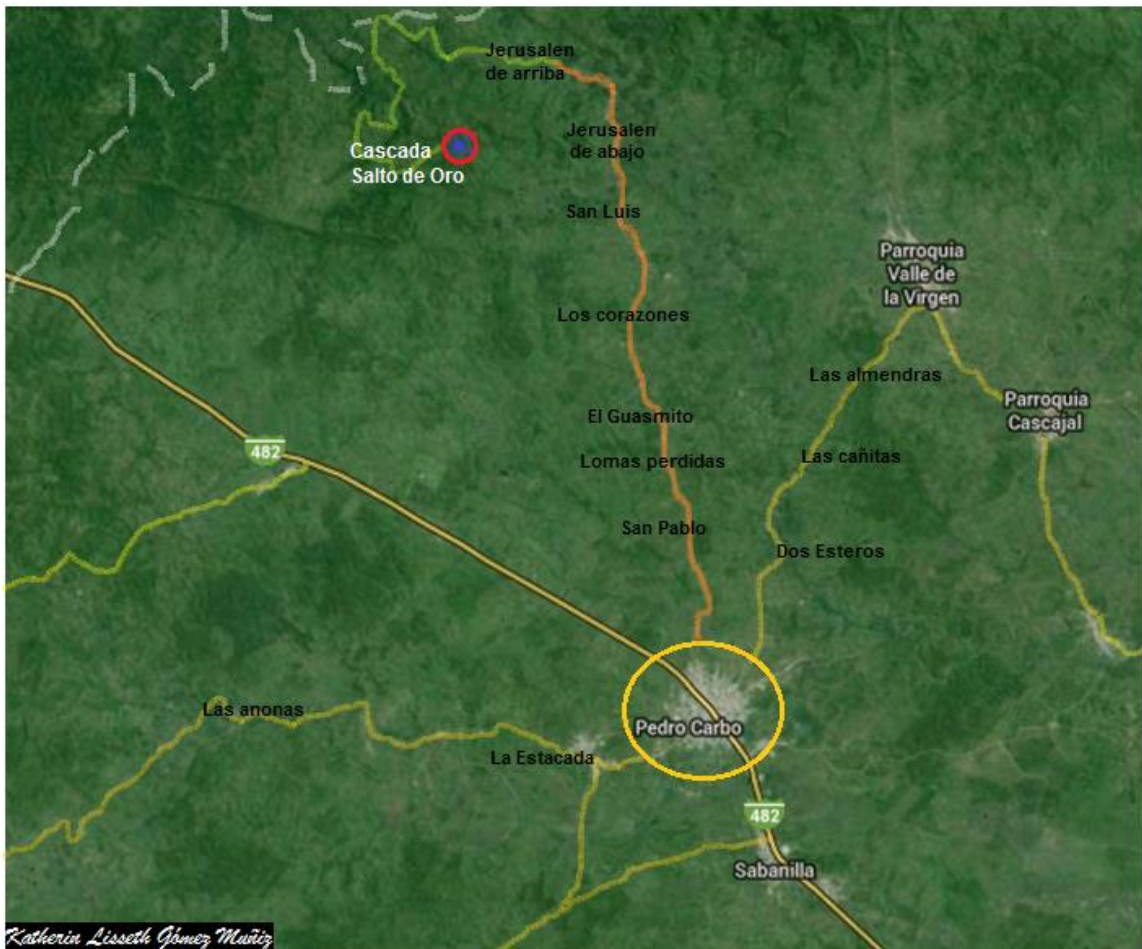 Jerusalen
de arriba
Jerusalen
de abajo
Cascada
Salto de Oro
San Luis
Parroquia
Valle de
la Virgen
Los corazones
Las almendras
Parroquia
Cascajal
El Guasmito
482
Las cañitas
Lomas perdidas
San Pablo
Dos Esteros
Las anonas
Pedro Carbo
La Estacada
482
Sabanilla
Katherin Lisseth Gómez Muñiz